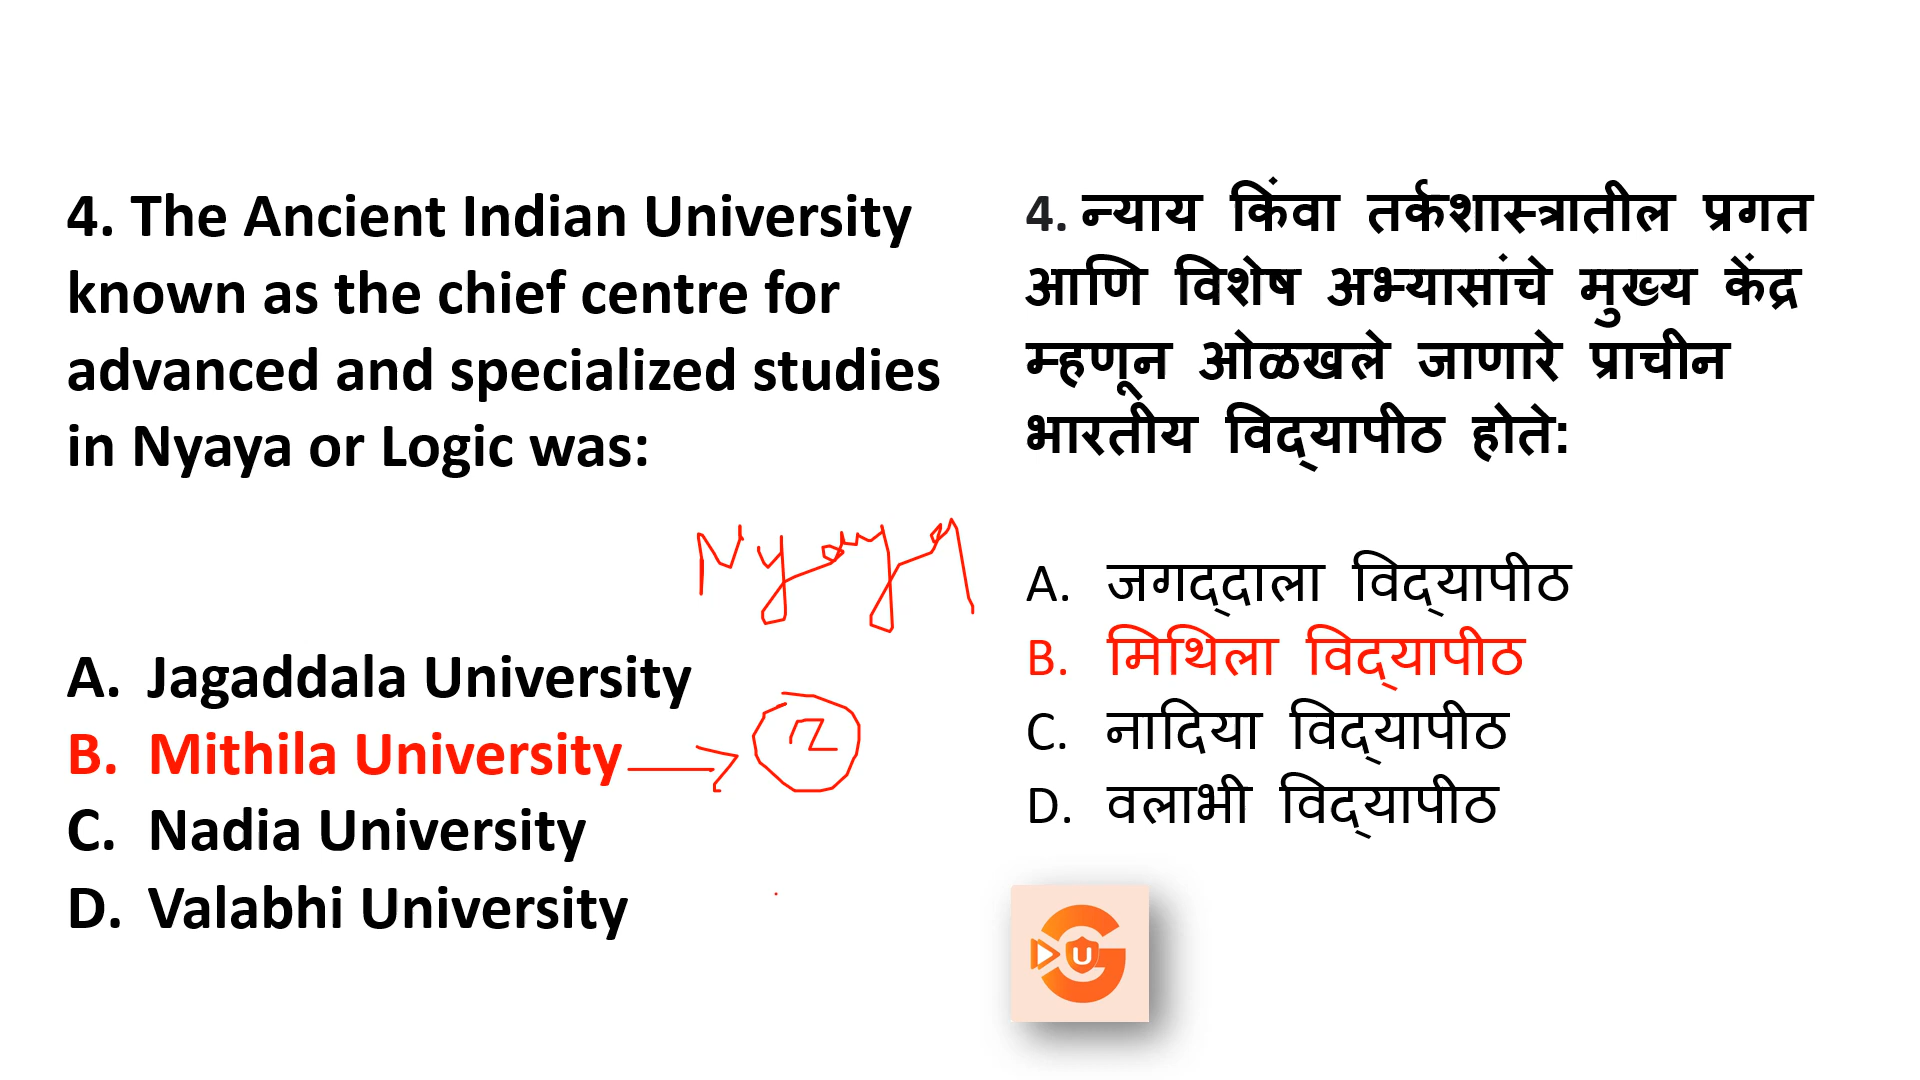 4. The Ancient Indian University
known as the chief centre for
advanced and specialized studies
in Nyaya or Logic was:
Nyaya
A. Jagaddala University
B. Mithila University
2
C. Nadia University
D. Valabhi University
4. न्याय किंवा तर्कशास्त्रातील प्रगत
आणि विशेष अभ्यासांचे मुख्य केंद्र
म्हणून ओळखले जाणारे प्राचीन
भारतीय विद्यापीठ होते:
A. जगद्दाला विद्यापीठ
B. मिथिला विद्यापीठ
C. नादिया विद्यापीठ
D. वलाभी विद्यापीठ
U